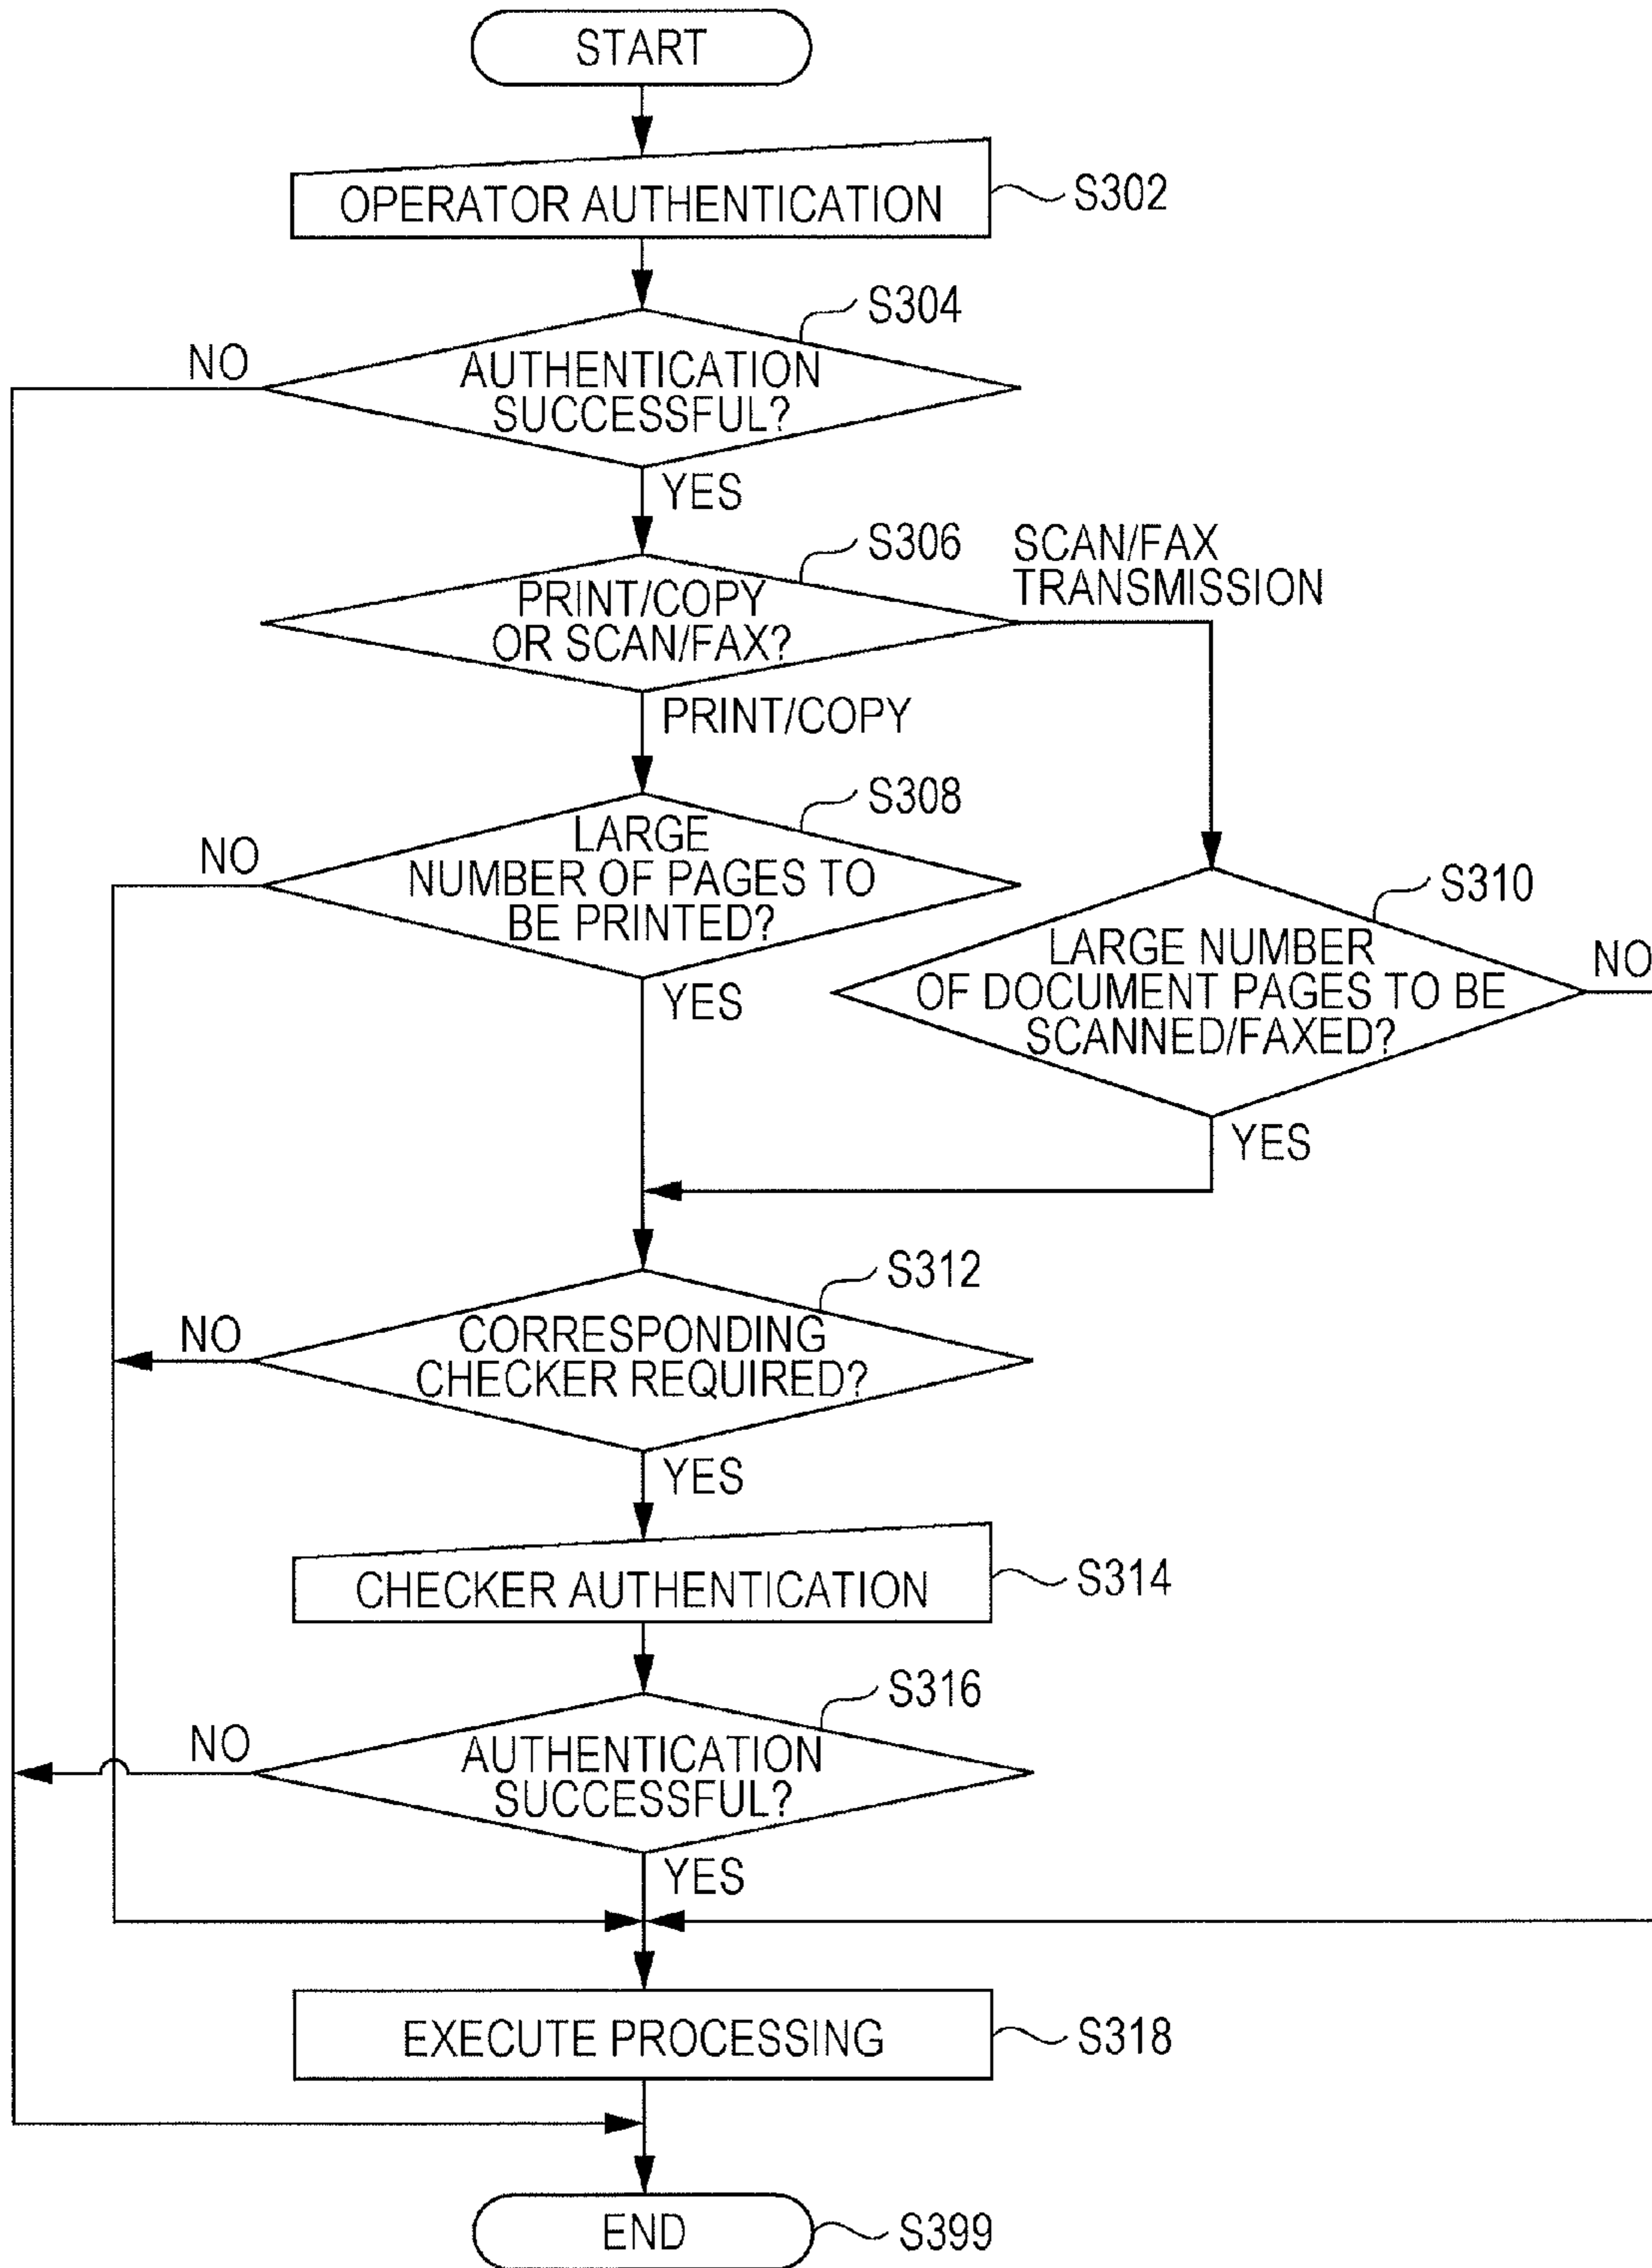 START
OPERATOR AUTHENTICATION
S302
S304
NO
AUTHENTICATION
SUCCESSFUL?
YES
S306
SCAN/FAX
TRANSMISSION
PRINT/COPY
OR SCAN/FAX?
PRINT/COPY
S308
NO
LARGE
NUMBER OF PAGES TO
BE PRINTED?
YES
S310
LARGE NUMBER
OF DOCUMENT PAGES TO BE
SCANNED/FAXED?
NO
YES
S312
NO
CORRESPONDING
CHECKER REQUIRED?
YES
CHECKER AUTHENTICATION
S314
S316
NO
AUTHENTICATION
SUCCESSFUL?
YES
EXECUTE PROCESSING
S318
END
S399